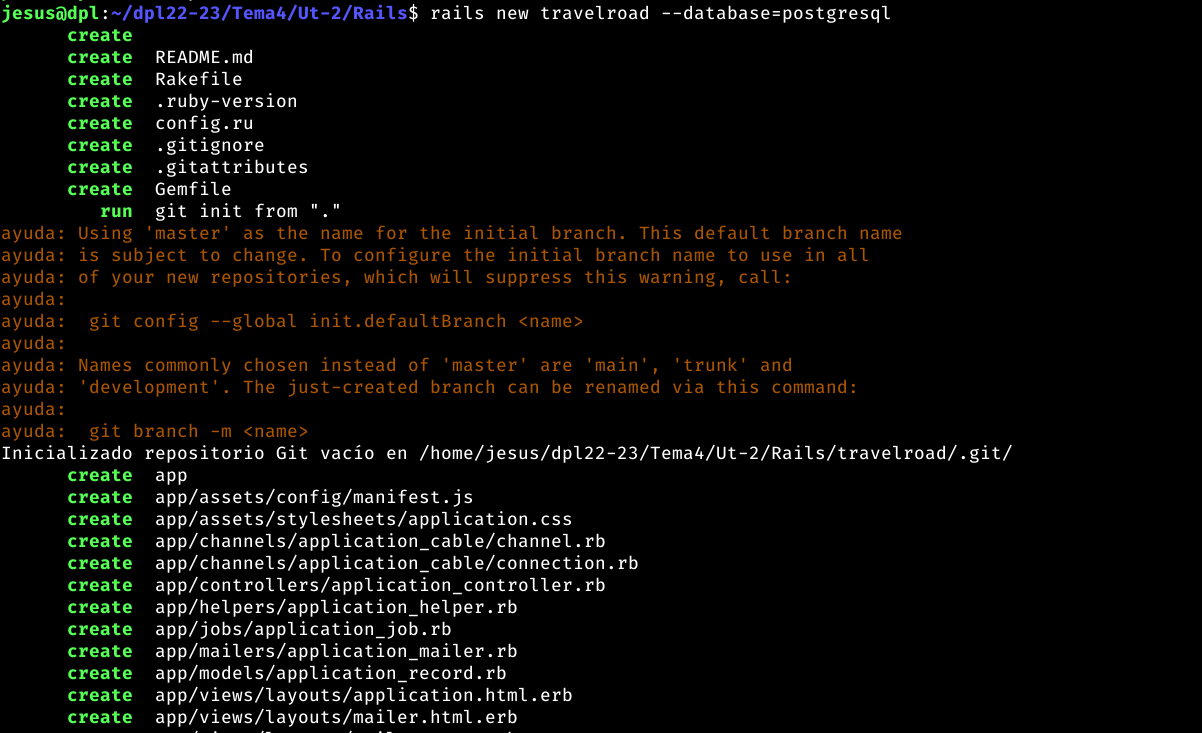 jesus@dpl:~/dpl22-23/Tema4/Ut-2/Rails$ rails new travelroad --database=postgresql
create
create README.md
create Rakefile
create .ruby-version
create config.ru
create .gitignore
create .gitattributes
create Gemfile
run git init from "."
ayuda: Using 'master' as the name for the initial branch. This default branch name
ayuda: is subject to change. To configure the initial branch name to use in all
ayuda: of your new repositories, which will suppress this warning, call:
ayuda:
ayuda: git config --global init.defaultBranch <name>
ayuda:
ayuda: Names commonly chosen instead of 'master' are 'main', 'trunk' and
ayuda: 'development'. The just-created branch can be renamed via this command:
ayuda:
ayuda: git branch -m <name>
Inicializado repositorio Git vacío en /home/jesus/dpl22-23/Tema4/Ut-2/Rails/travelroad/.git/
create app
create app/assets/config/manifest.js
create app/assets/stylesheets/application.css
create app/channels/application_cable/channel.rb
create app/channels/application_cable/connection.rb
create app/controllers/application_controller.rb
create app/helpers/application_helper.rb
create app/jobs/application_job.rb
create app/mailers/application_mailer.rb
create app/models/application_record.rb
create app/views/layouts/application.html.erb
create app/views/layouts/mailer.html.erb